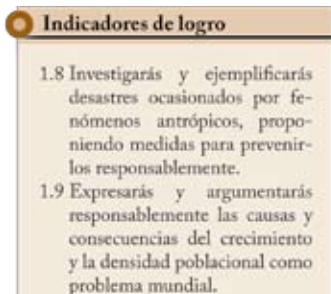 Indicadores de logro
1.8 Investigarás y ejemplificarás
desastres ocasionados por fe-
nómenos antrópicos, propo-
niendo medidas para prevenir-
los responsablemente.
1.9 Expresarás y argumentarás
responsablemente las causas y
consecuencias del crecimiento
y la densidad poblacional como
problema mundial.